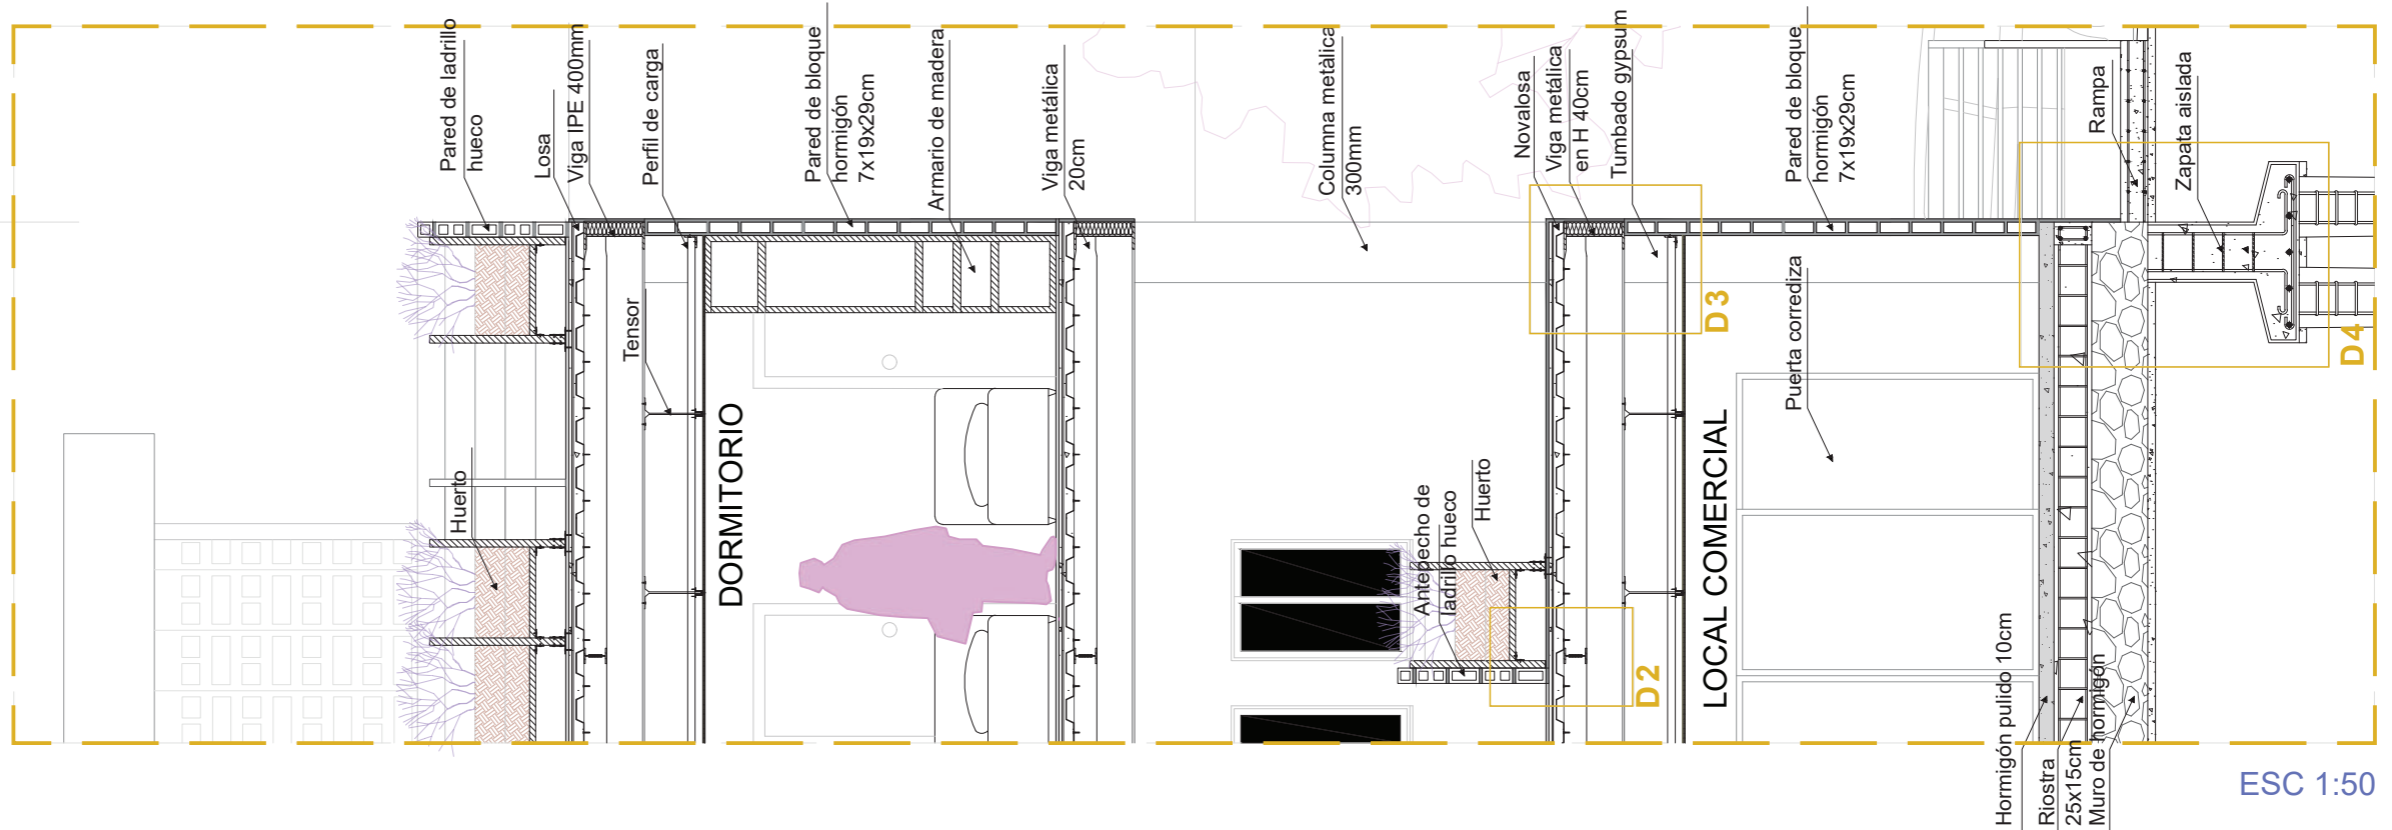 Pared de ladrillo
hueco
Losa
Viga IPE 400mm
Perfil de carga
Pared de bloque
hormigón
7x19x29cm
Armario de madera
Viga metálica
20cm
Columna metàlica
300mm
Novalosa
Viga metálica
en H 40cm
Tumbado gypsum
Pared de bloque
hormigón
7x19x29cm
Rampa
Zapata aislada
Tensor
Huerto
DORMITORIO
Antepecho de
ladrillo hueco
Huerto
D2
D3
LOCAL COMERCIAL
Puerta corrediza
D4
Hormigón pulido 10cm
Riostra
25x15cm
Muro de hormigón
ESC 1:50